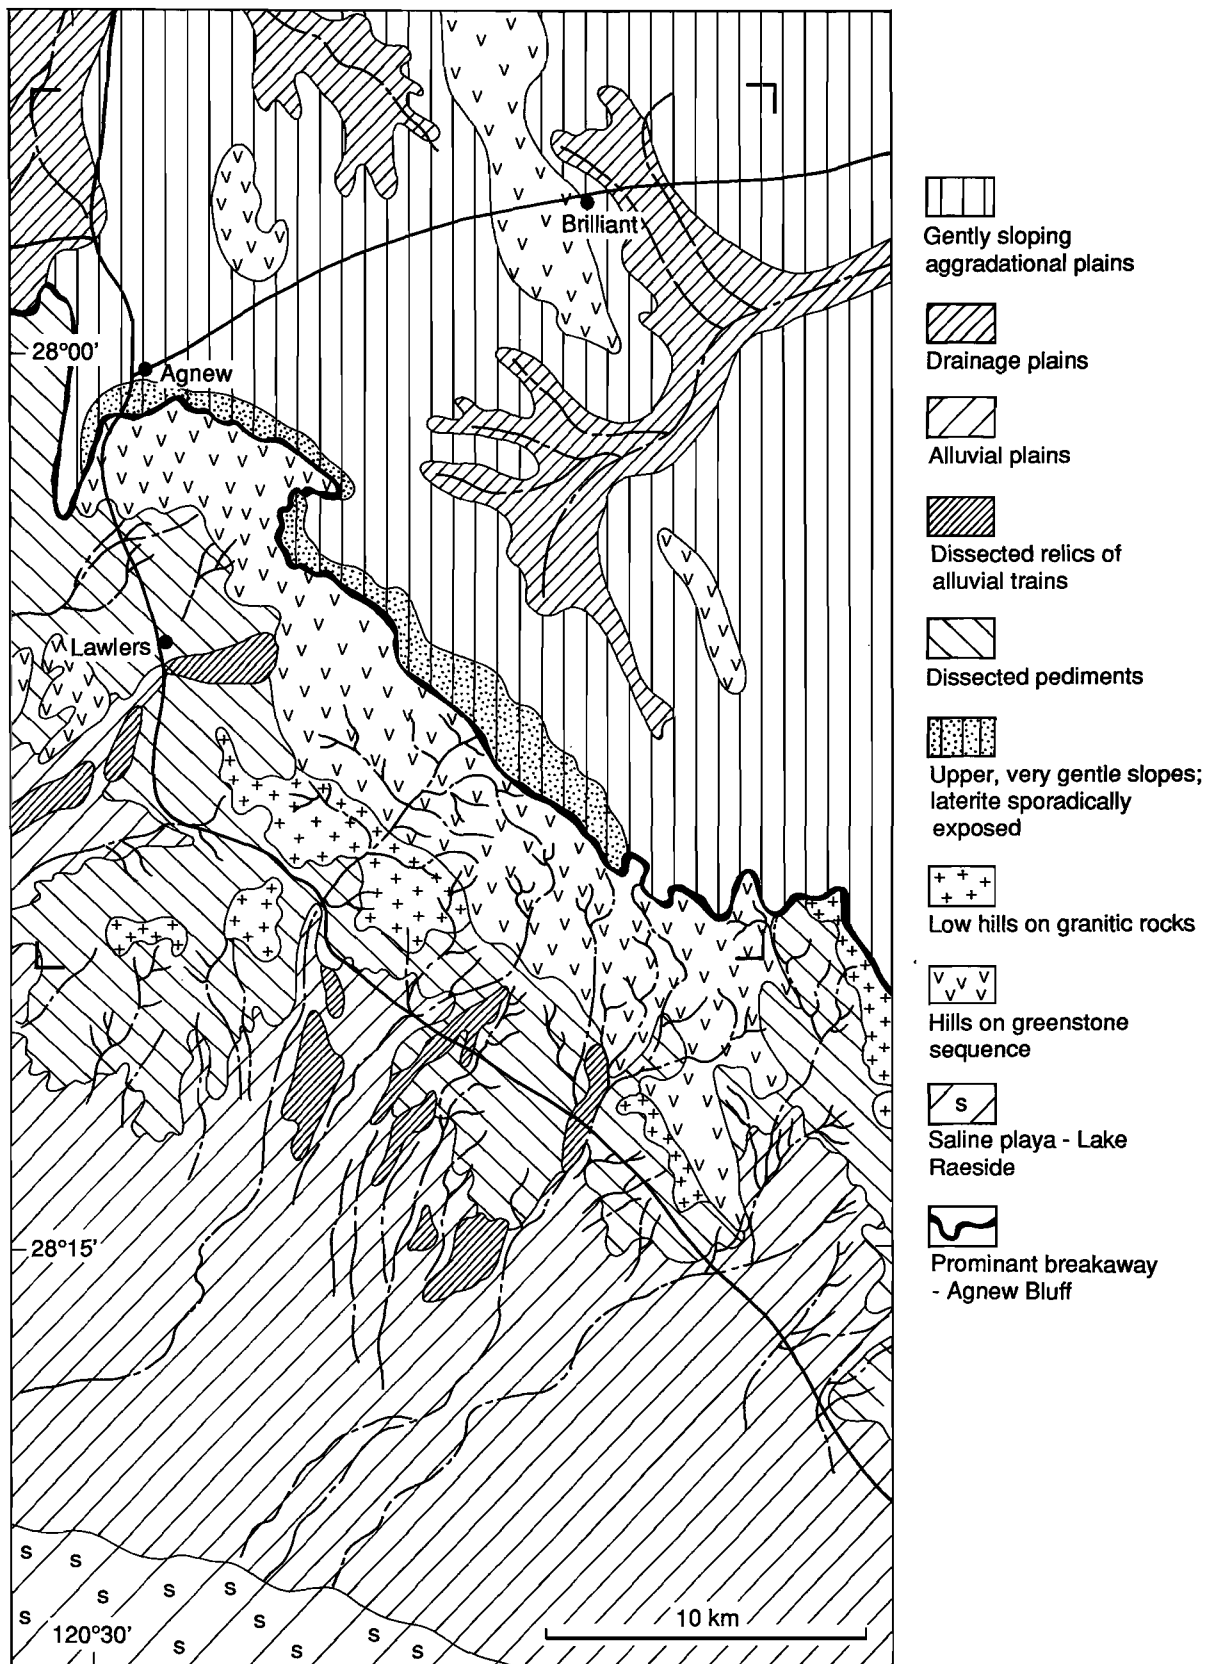 Brilliant
28°00'
Agnew
Lawlers
28°15'
120°30'
10 km
S
S
S
S
S
S
S
S
S
S
S
Gently sloping
aggradational plains
Drainage plains
Alluvial plains
Dissected relics of
alluvial trains
Dissected pediments
Upper, very gentle slopes;
laterite sporadically
exposed
Low hills on granitic rocks
Hills on greenstone
sequence
s
Saline playa - Lake
Raeside
Prominant breakaway
- Agnew Bluff